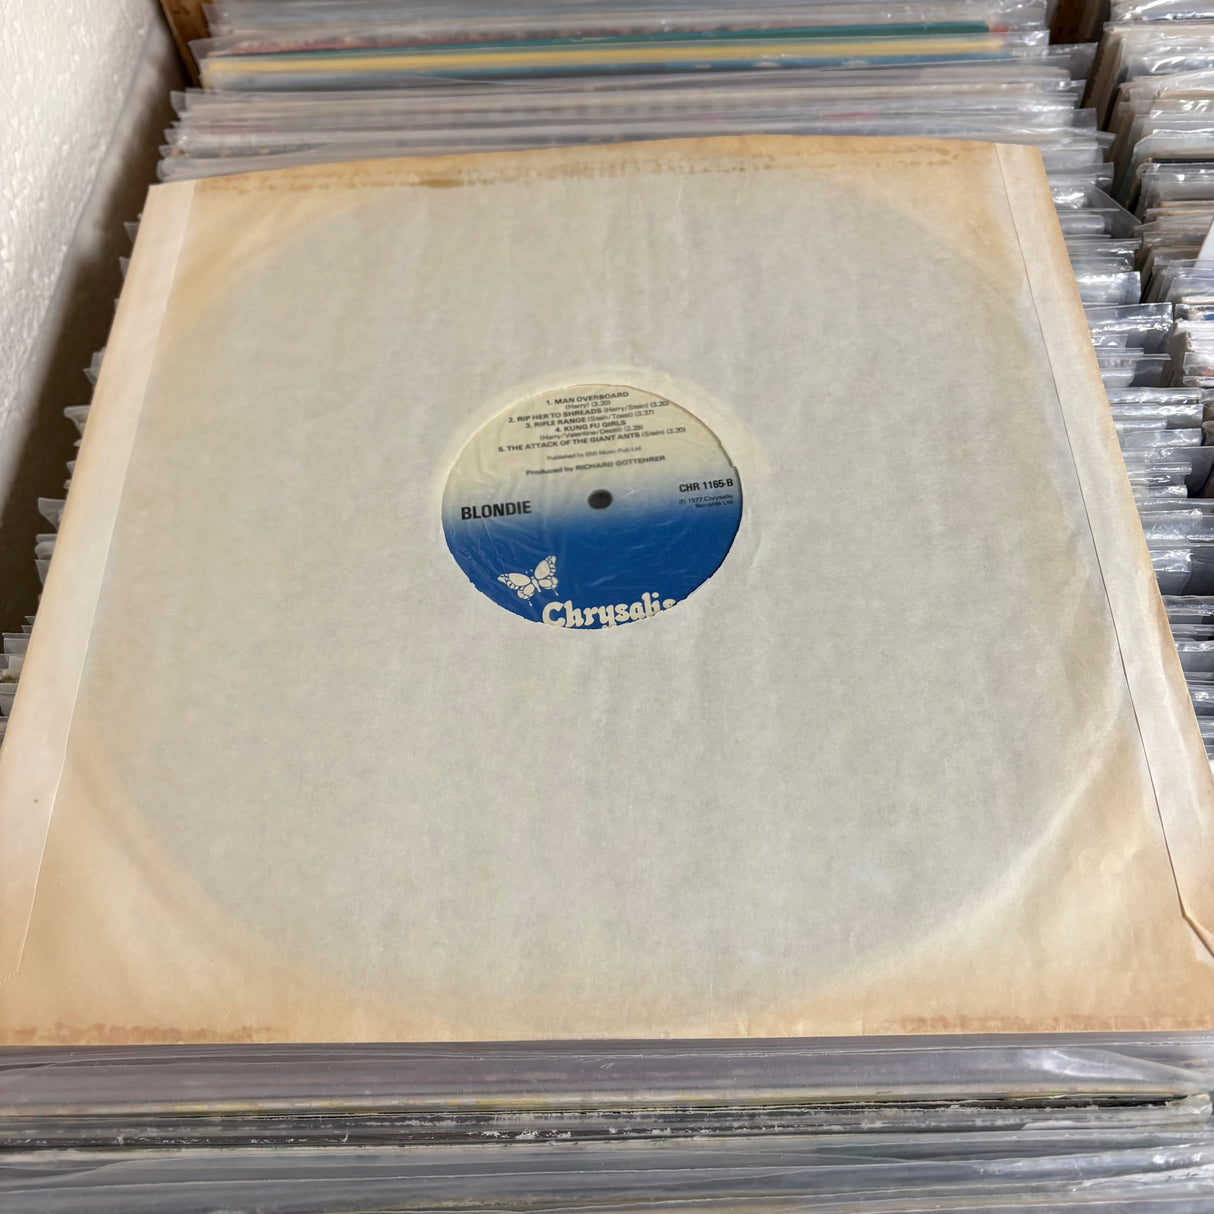 1. MAN OVERBOARD
(Harry) (3.20)
2. RIP HER TO SHREADS (Harry/Stein) (3.20)
3. RIFLE RANGE (Stein/Toast) (3.37)
4. KUNG FU GIRLS
(Harry/Valentine/Destri) (2.29)
5. THE ATTACK OF THE GIANT ANTS (Stein) (3.20)
Published by EMI Music Pub Ltd
Produced by RICHARD GOTTEHRER
BLONDIE
CHR 1165-B
℗ 1977 Chrysalis
Records Ltd
Chrysalis